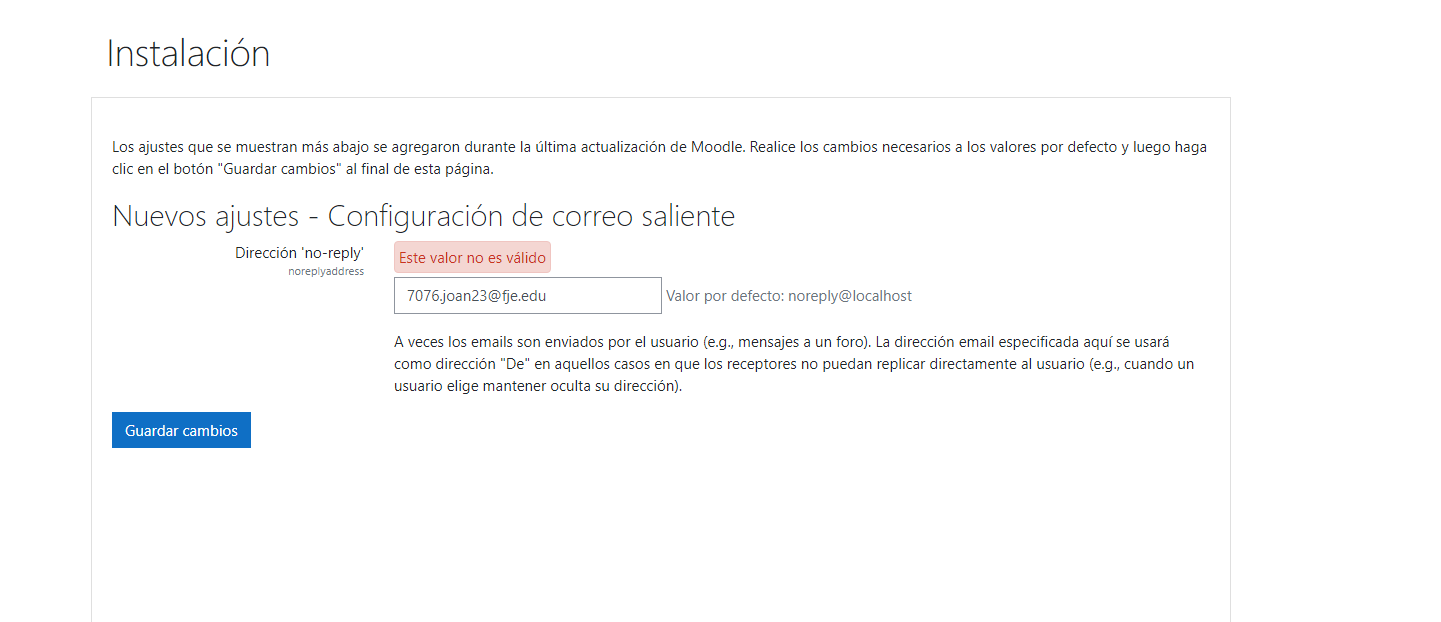 Instalación
Los ajustes que se muestran más abajo se agregaron durante la última actualización de Moodle. Realice los cambios necesarios a los valores por defecto y luego haga
clic en el botón "Guardar cambios" al final de esta página.
Nuevos ajustes - Configuración de correo saliente
Dirección 'no-reply'
noreplyaddress
Este valor no es válido
7076.joan23@fje.edu
Valor por defecto: noreply@localhost
A veces los emails son enviados por el usuario (e.g., mensajes a un foro). La dirección email especificada aquí se usará
como dirección "De" en aquellos casos en que los receptores no puedan replicar directamente al usuario (e.g., cuando un
usuario elige mantener oculta su dirección).
Guardar cambios